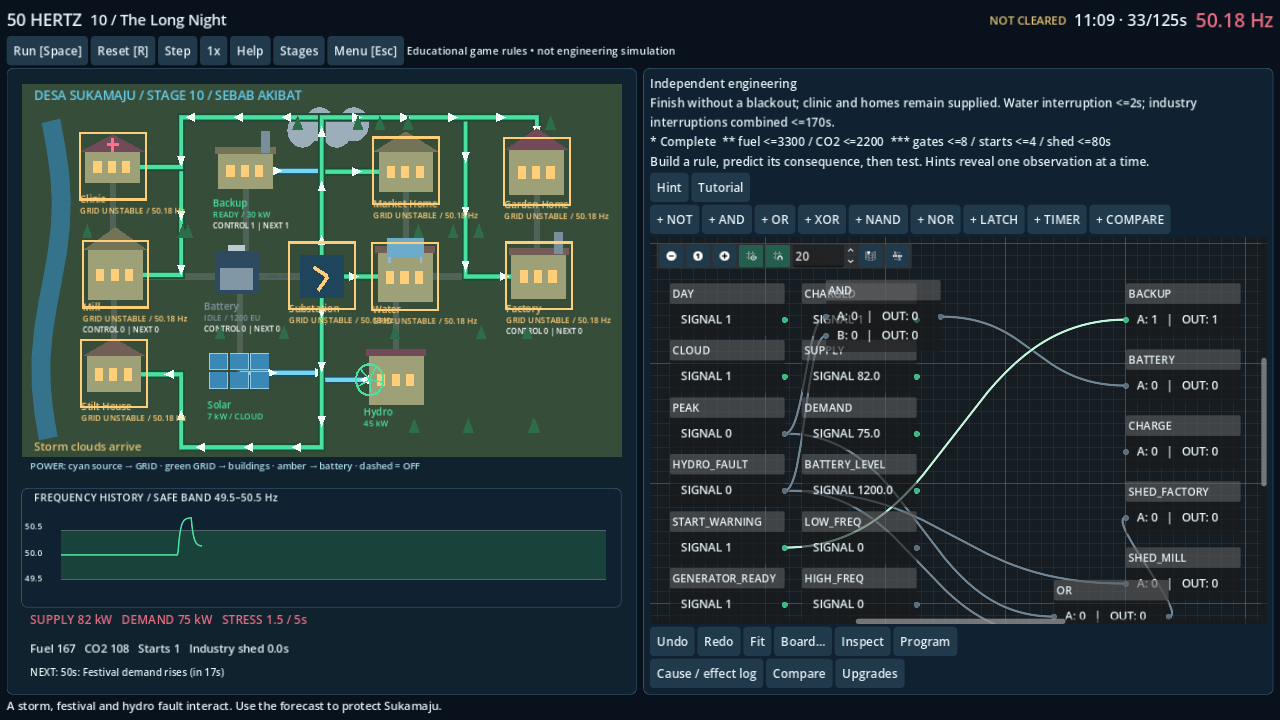 50 HERTZ 10 / The Long Night
NOT CLEARED 11:09 · 33/125s 50.18 Hz
Run [Space] Reset [R] Step 1x Help Stages Menu [Esc] Educational game rules • not engineering simulation
DESA SUKAMAJU / STAGE 10 / SEBAB AKIBAT
Clinic
GRID UNSTABLE / 50.18 Hz
Backup
READY / 30 kW
CONTROL 1 | NEXT 1
Market Home
GRID UNSTABLE / 50.18 Hz
Garden Home
GRID UNSTABLE / 50.18 Hz
Mill
GRID UNSTABLE / 50.18 Hz
CONTROL 0 | NEXT 0
Battery
IDLE / 1200 EU
CONTROL 0 | NEXT 0
Substation
GRID UNSTABLE / 50.18 Hz
Water
Factory
GRID UNSTABLE / 50.18 Hz
CONTROL 0 | NEXT 0
Stilt House
GRID UNSTABLE / 50.18 Hz
Solar
7 kW / CLOUD
Hydro
45 kW
Storm clouds arrive
POWER: cyan source → GRID · green GRID → buildings · amber → battery · dashed = OFF
FREQUENCY HISTORY / SAFE BAND 49.5–50.5 Hz
50.5
50.0
49.5
SUPPLY 82 kW DEMAND 75 kW STRESS 1.5 / 5s
Fuel 167 CO2 108 Starts 1 Industry shed 0.0s
NEXT: 50s: Festival demand rises (in 17s)
Independent engineering
Finish without a blackout; clinic and homes remain supplied. Water interruption <=2s; industry
interruptions combined <=170s.
* Complete ** fuel <=3300 / CO2 <=2200 *** gates <=8 / starts <=4 / shed <=80s
Build a rule, predict its consequence, then test. Hints reveal one observation at a time.
Hint Tutorial
+ NOT + AND + OR + XOR + NAND + NOR + LATCH + TIMER + COMPARE
20
DAY
SIGNAL 1
CLOUD
SIGNAL 1
PEAK
SIGNAL 0
HYDRO_FAULT
SIGNAL 0
START_WARNING
SIGNAL 1
GENERATOR_READY
SIGNAL 1
AND
A: 0 | OUT: 0
B: 0 | OUT: 0
SUPPLY
SIGNAL 82.0
DEMAND
SIGNAL 75.0
BATTERY_LEVEL
SIGNAL 1200.0
LOW_FREQ
SIGNAL 0
HIGH_FREQ
SIGNAL 0
BACKUP
A: 1 | OUT: 1
BATTERY
A: 0 | OUT: 0
CHARGE
A: 0 | OUT: 0
SHED_FACTORY
A: 0 | OUT: 0
SHED_MILL
A: 0 | OUT: 0
OR
A: 0 | OUT: 0
Undo Redo Fit Board... Inspect Program
Cause / effect log Compare Upgrades
A storm, festival and hydro fault interact. Use the forecast to protect Sukamaju.